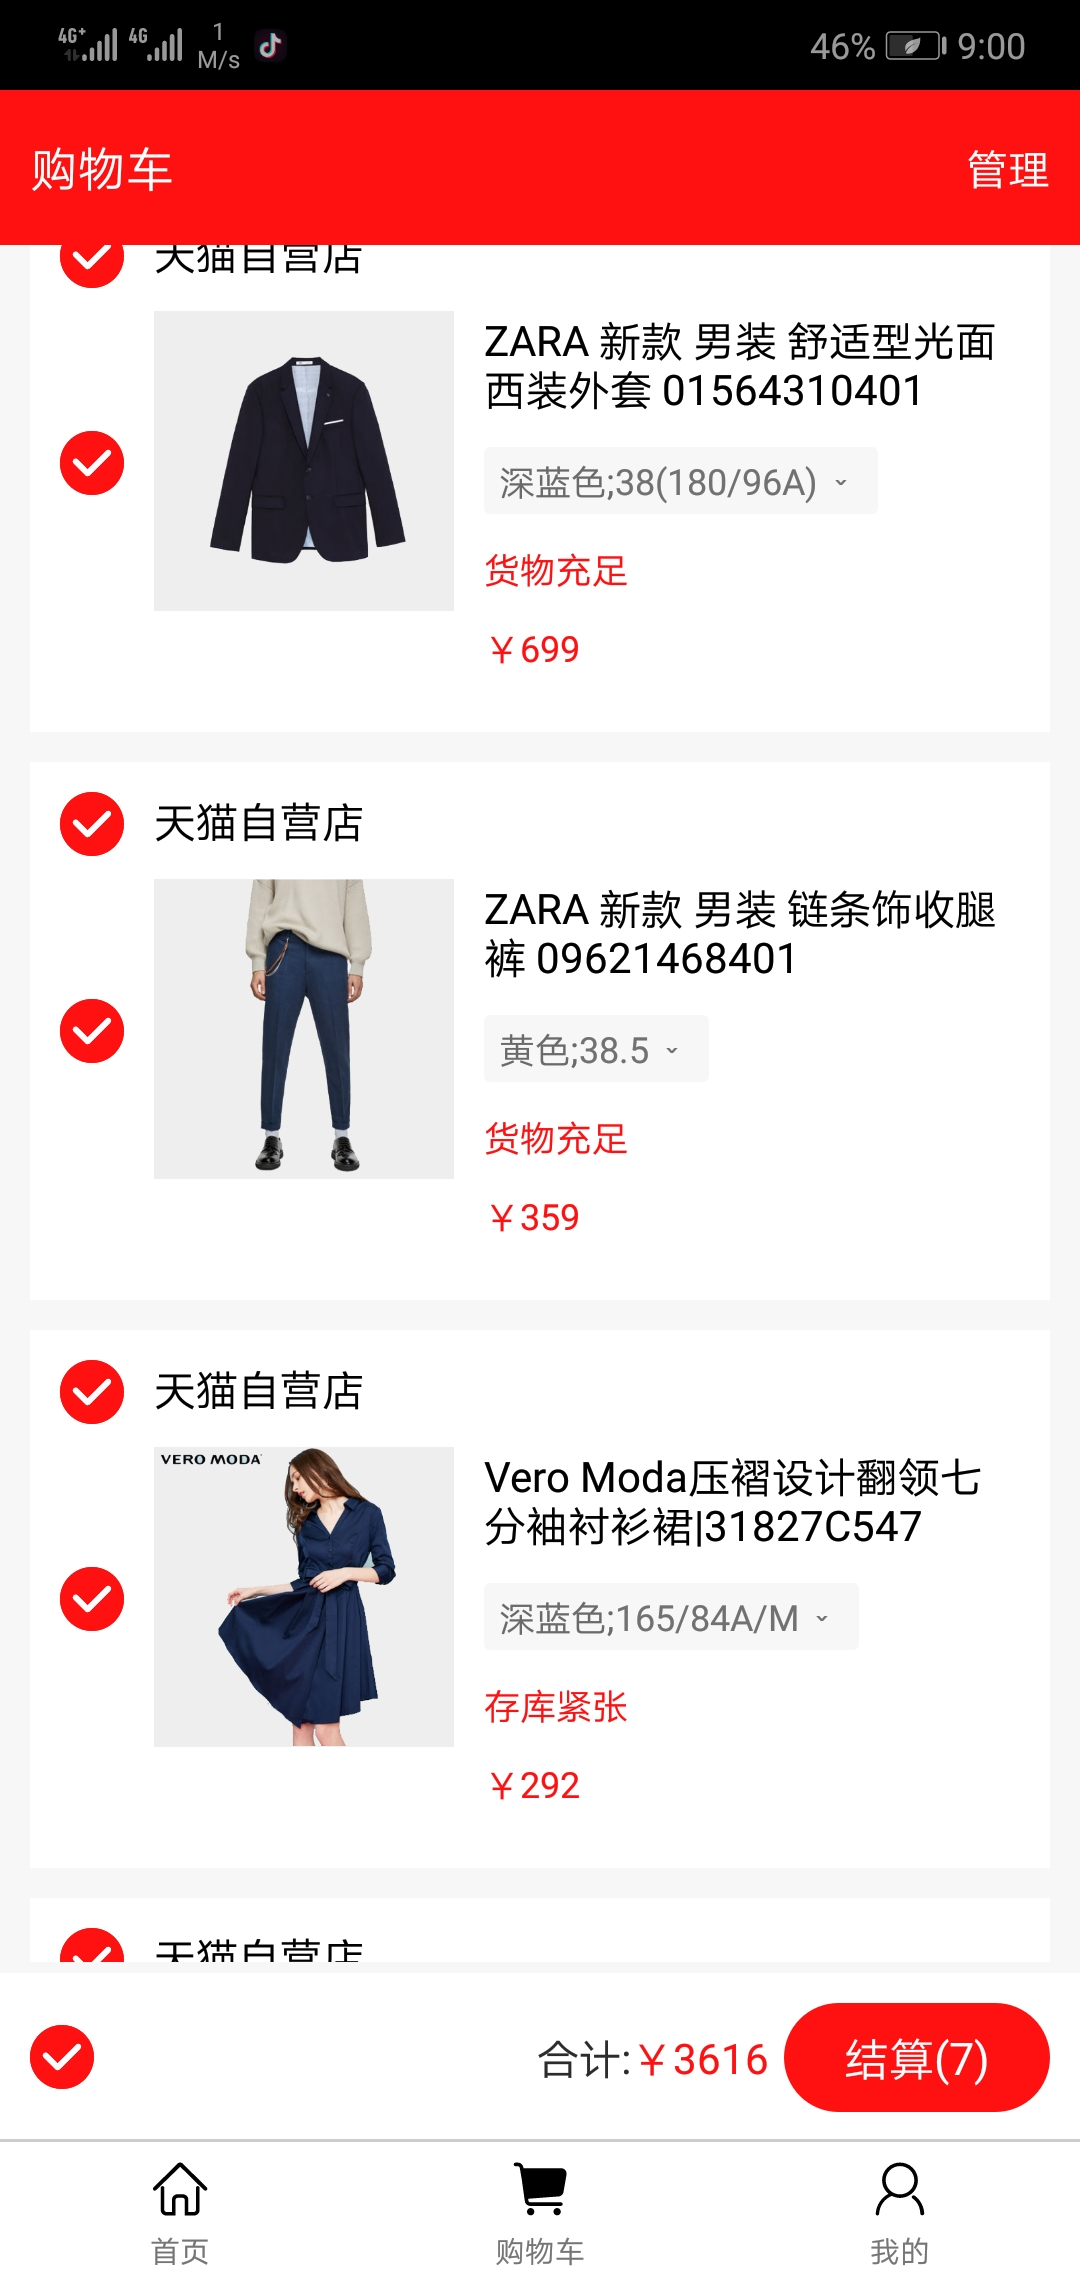 4G+ 4G 1 M/s 46% 9:00
购物车 管理
天猫自营店
ZARA 新款 男装 舒适型光面
西装外套 01564310401
深蓝色;38(180/96A)
货物充足
￥699
天猫自营店
ZARA 新款 男装 链条饰收腿
裤 09621468401
黄色;38.5
货物充足
￥359
天猫自营店
VERO MODA
Vero Moda压褶设计翻领七
分袖衬衫裙|31827C547
深蓝色;165/84A/M
存库紧张
￥292
天猫自营店
合计:￥3616 结算(7)
首页 购物车 我的